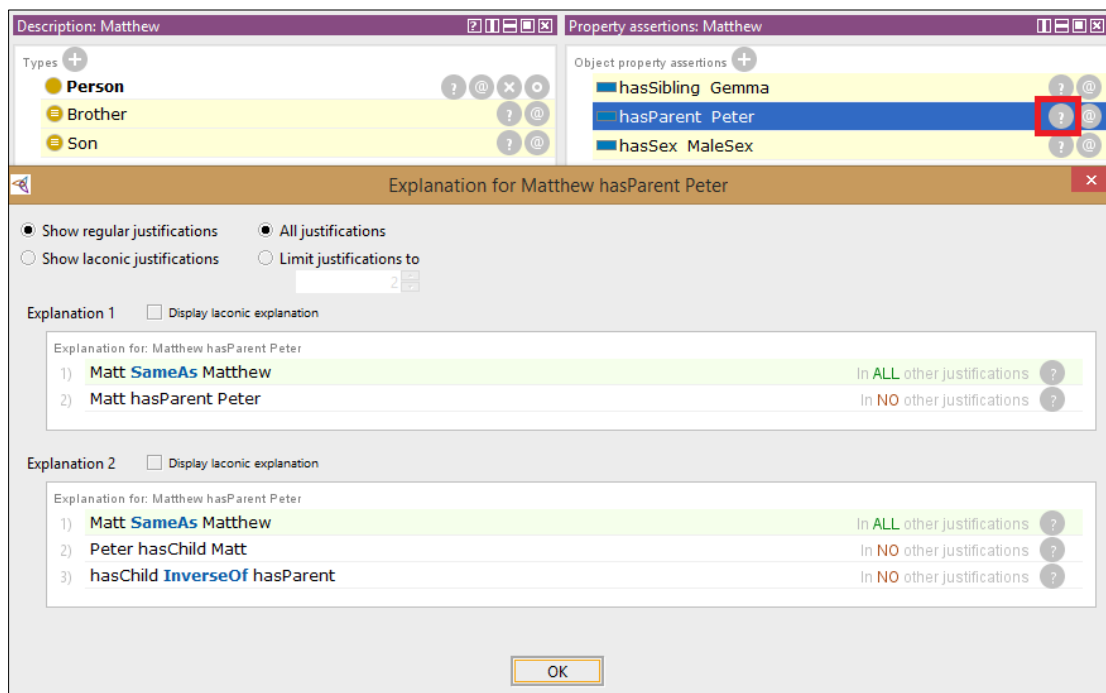 Description: Matthew
Property assertions: Matthew
Types
Object property assertions
Person
hasSibling Gemma
Brother
hasParent Peter
Son
hasSex MaleSex
Explanation for Matthew hasParent Peter
Show regular justifications All justifications
Show laconic justifications Limit justifications to
2
Explanation 1 Display laconic explanation
Explanation for: Matthew hasParent Peter
1) Matt SameAs Matthew In ALL other justifications ?
2) Matt hasParent Peter In NO other justifications ?
Explanation 2 Display laconic explanation
Explanation for: Matthew hasParent Peter
1) Matt SameAs Matthew In ALL other justifications ?
2) Peter hasChild Matt In NO other justifications ?
3) hasChild InverseOf hasParent In NO other justifications ?
OK